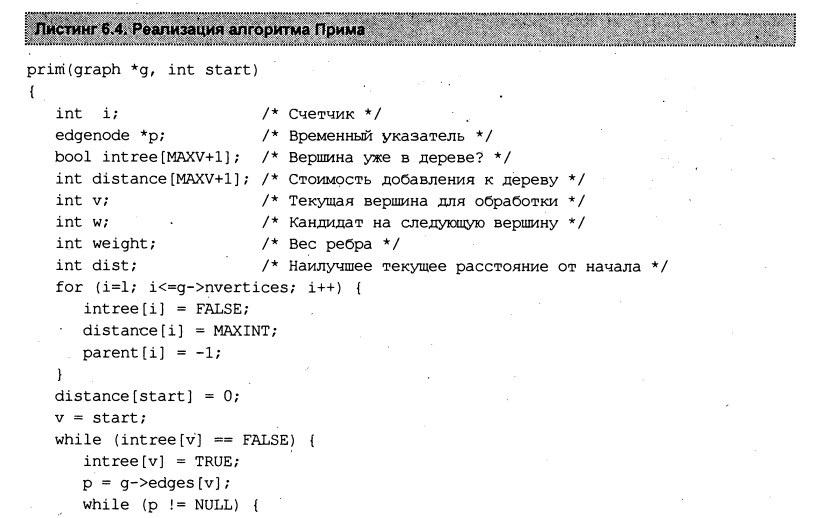 Листинг 6.4. Реализация алгоритма Прима
prim(graph *g, int start)
{
int i; /* Счетчик */
edgenode *p; /* Временный указатель */
bool intree[MAXV+1]; /* Вершина уже в дереве? */
int distance[MAXV+1]; /* Стоимость добавления к дереву */
int v; /* Текущая вершина для обработки */
int w; /* Кандидат на следующую вершину */
int weight; /* Вес ребра */
int dist; /* Наилучшее текущее расстояние от начала */
for (i=1; i<=g->nvertices; i++) {
intree[i] = FALSE;
distance[i] = MAXINT;
parent[i] = -1;
}
distance[start] = 0;
v = start;
while (intree[v] == FALSE) {
intree[v] = TRUE;
p = g->edges[v];
while (p != NULL) {